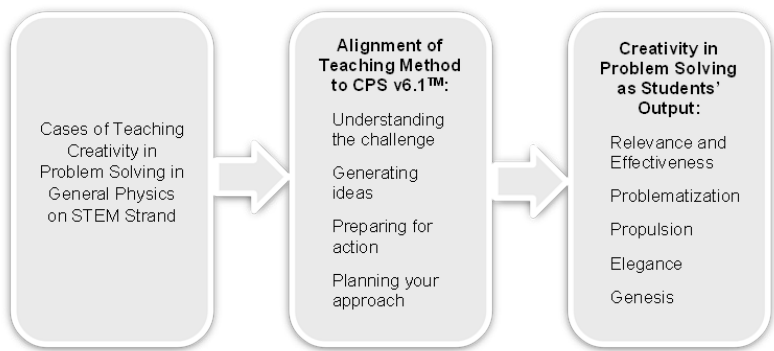 Cases of Teaching
Creativity in
Problem Solving in
General Physics
on STEM Strand
Alignment of
Teaching Method
to CPS v6.1™:
Understanding
the challenge
Generating
ideas
Preparing for
action
Planning your
approach
Creativity in
Problem Solving
as Students'
Output:
Relevance and
Effectiveness
Problematization
Propulsion
Elegance
Genesis